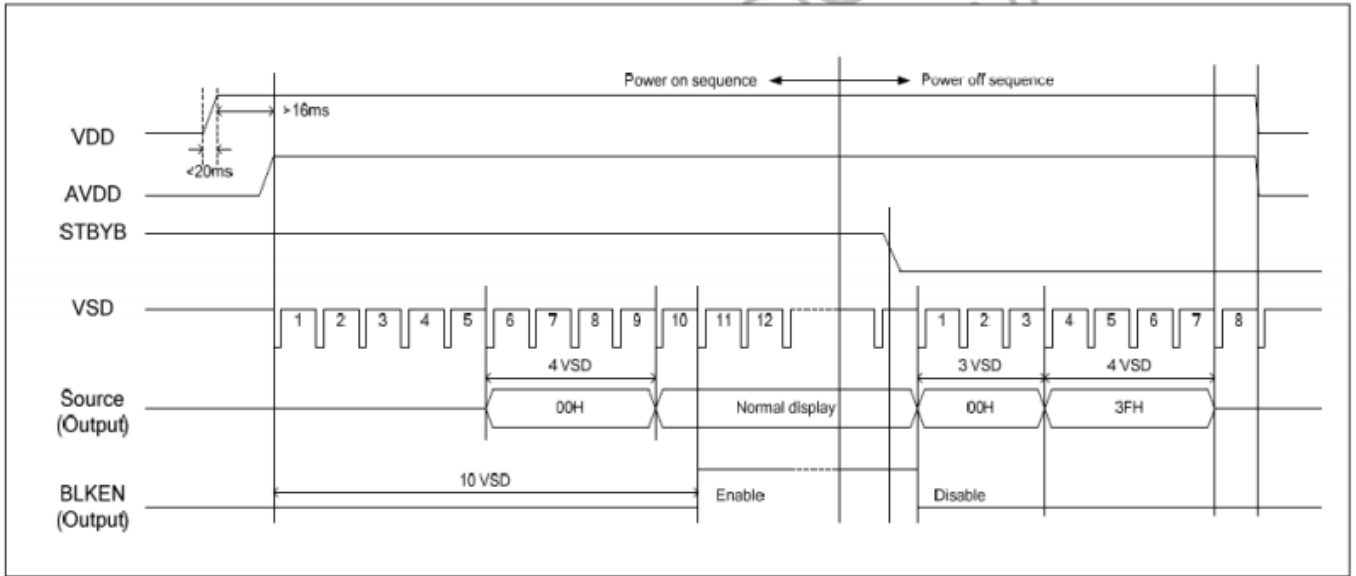 Power on sequence
Power off sequence
>16ms
VDD
<20ms
AVDD
STBYB
VSD
1 2 3 4 5 6 7 8 9 10 11 12 1 2 3 4 5 6 7 8
4 VSD 3 VSD 4 VSD
Source
(Output)
00H Normal display 00H 3FH
10 VSD
BLKEN
(Output)
Enable Disable